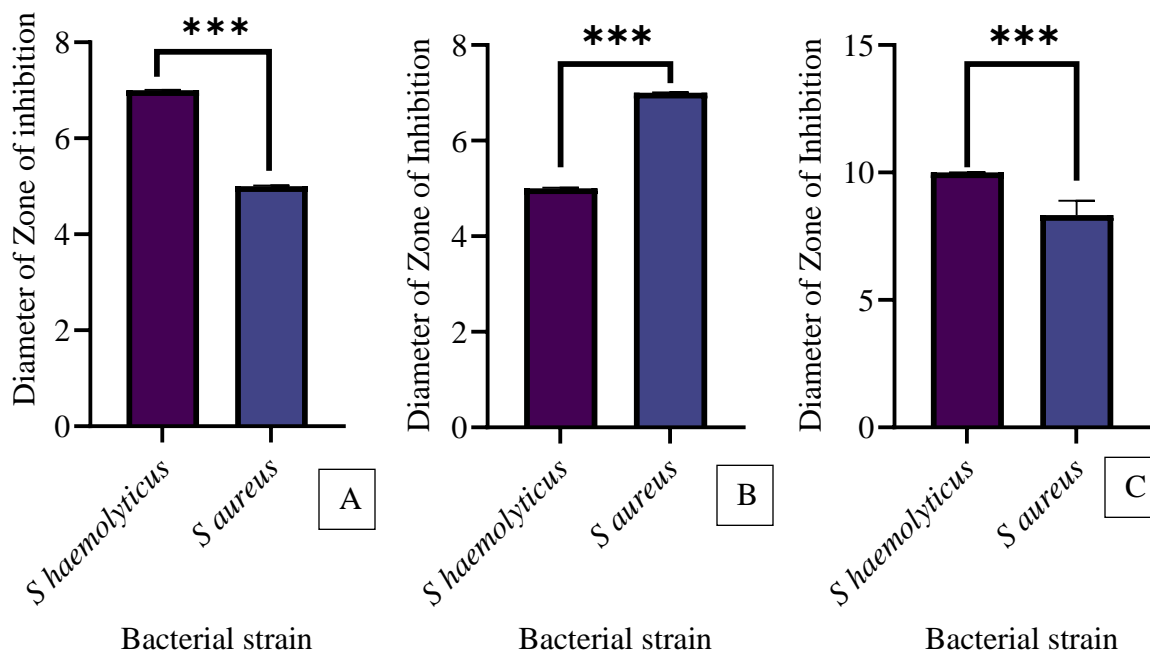 Diameter of Zone of inhibition
8
6
4
2
0
***
S haemolyticus
S aureus
A
Bacterial strain
Diameter of Zone of Inhibition
8
6
4
2
0
***
S haemolyticus
S aureus
B
Bacterial strain
Diameter of Zone of Inhibition
15
10
5
0
***
S haemolyticus
S aureus
C
Bacterial strain